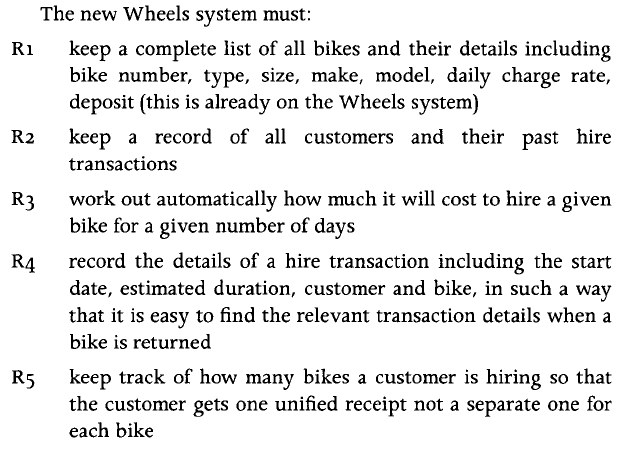 The new Wheels system must:
R1 keep a complete list of all bikes and their details including
bike number, type, size, make, model, daily charge rate,
deposit (this is already on the Wheels system)
R2 keep a record of all customers and their past hire
transactions
R3 work out automatically how much it will cost to hire a given
bike for a given number of days
R4 record the details of a hire transaction including the start
date, estimated duration, customer and bike, in such a way
that it is easy to find the relevant transaction details when a
bike is returned
R5 keep track of how many bikes a customer is hiring so that
the customer gets one unified receipt not a separate one for
each bike